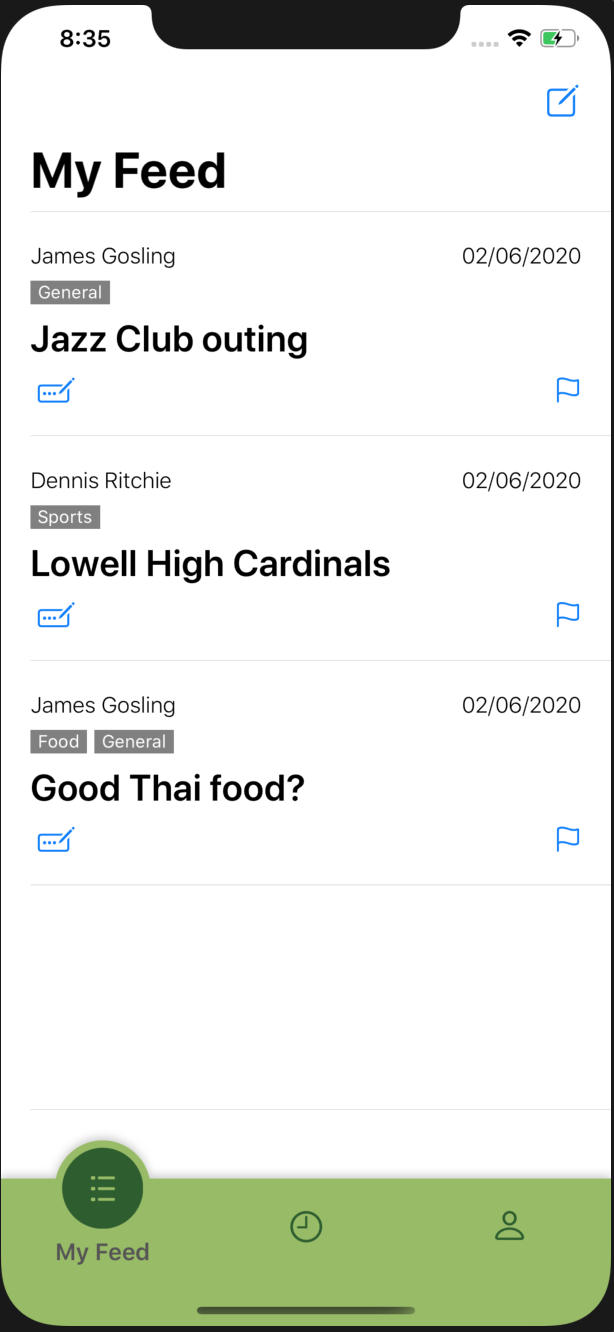 8:35
My Feed
James Gosling 02/06/2020
General
Jazz Club outing
Dennis Ritchie 02/06/2020
Sports
Lowell High Cardinals
James Gosling 02/06/2020
Food General
Good Thai food?
My Feed